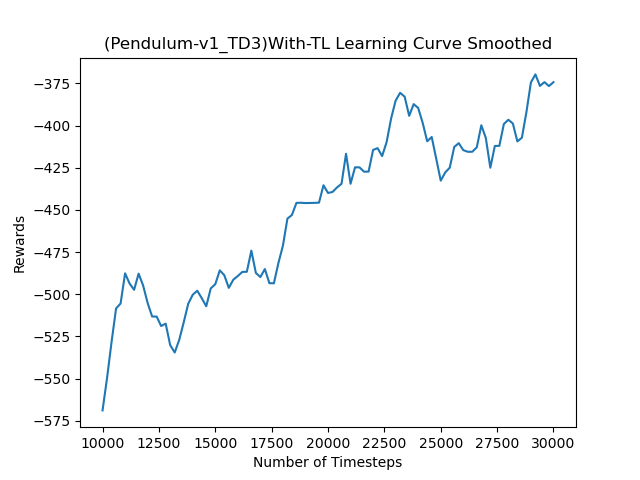 (Pendulum-v1_TD3)With-TL Learning Curve Smoothed
−375
−400
−425
−450
−475
−500
−525
−550
−575
Rewards
10000 12500 15000 17500 20000 22500 25000 27500 30000
Number of Timesteps